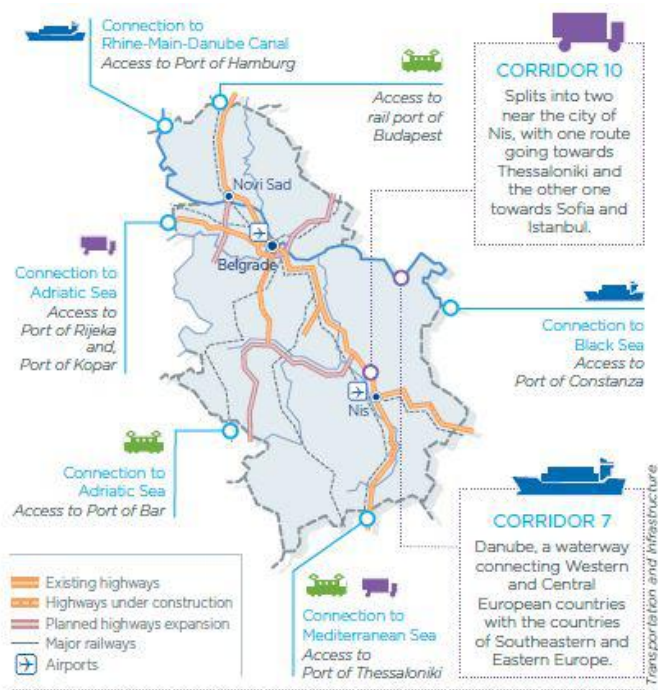 Connection to
Rhine-Main-Danube Canal
Access to Port of Hamburg
Access to
rail port of
Budapest
CORRIDOR 10
Splits into two
near the city of
Nis, with one route
going towards
Thessaloniki and
the other one
towards Sofia and
Istanbul.
Novi Sad
Belgrade
Connection to
Adriatic Sea
Access to
Port of Rijeka
and,
Port of Kopar
Connection to
Black Sea
Access to
Port of Constanza
Nis
Connection to
Adriatic Sea
Access to Port of Bar
CORRIDOR 7
Danube, a waterway
connecting Western
and Central
European countries
with the countries
of Southeastern and
Eastern Europe.
Existing highways
Highways under construction
Planned highways expansion
Major railways
Airports
Connection to
Mediterranean Sea
Access to
Port of Thessaloniki
Transportation and Infrastructure